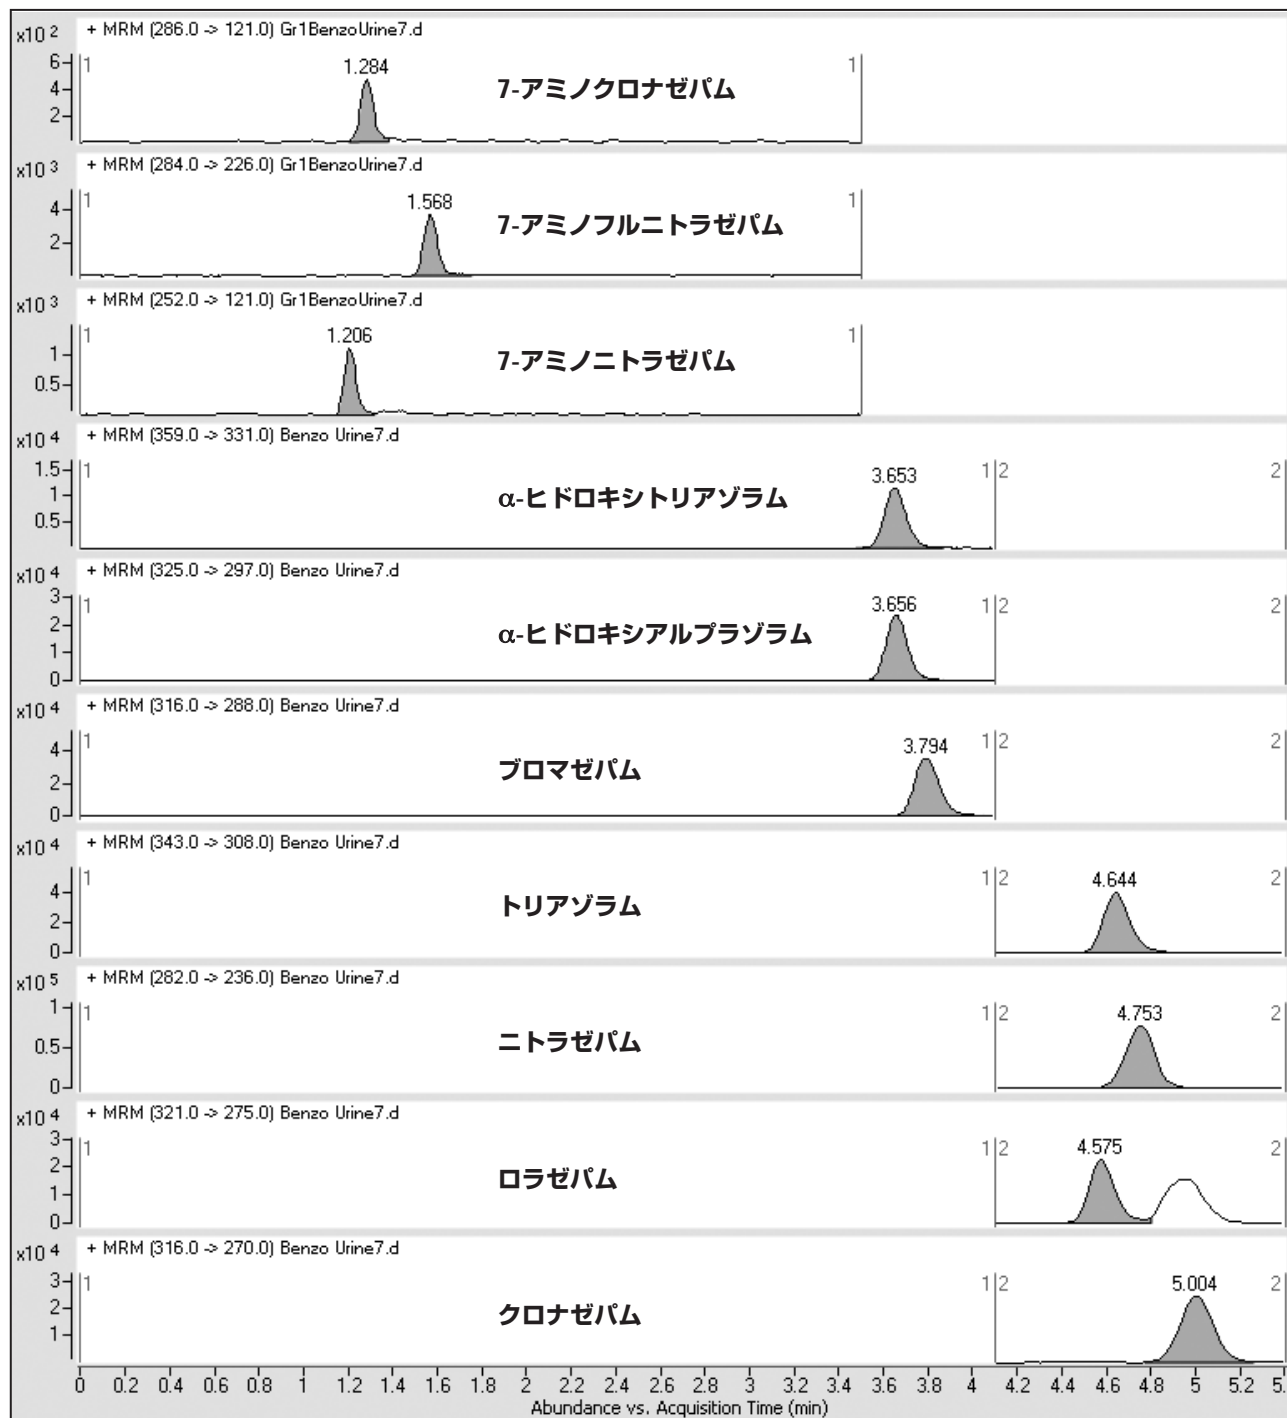 x10 2 + MRM (286.0 -> 121.0) Gr1BenzoUrine7.d
6
4
2
1 1.284 7-アミノクロナゼパム 1
x10 3 + MRM (284.0 -> 226.0) Gr1BenzoUrine7.d
4
2
1 1.568 7-アミノフルニトラゼパム 1
x10 3 + MRM (252.0 -> 121.0) Gr1BenzoUrine7.d
1
0.5
1 1.206 7-アミノニトラゼパム 1
x10 4 + MRM (359.0 -> 331.0) Benzo Urine7.d
1.5
1
0.5
1 α-ヒドロキシトリアゾラム 3.653 1 2 2
x10 4 + MRM (325.0 -> 297.0) Benzo Urine7.d
3
2
1
0
1 α-ヒドロキシアルプラゾラム 3.656 1 2 2
x10 4 + MRM (316.0 -> 288.0) Benzo Urine7.d
4
2
0
1 ブロマゼパム 3.794 1 2 2
x10 4 + MRM (343.0 -> 308.0) Benzo Urine7.d
4
2
0
1 トリアゾラム 1 2 4.644 2
x10 5 + MRM (282.0 -> 236.0) Benzo Urine7.d
1
0.5
0
1 ニトラゼパム 1 2 4.753 2
x10 4 + MRM (321.0 -> 275.0) Benzo Urine7.d
3
2
1
0
1 ロラゼパム 1 2 4.575 2
x10 4 + MRM (316.0 -> 270.0) Benzo Urine7.d
3
2
1
1 クロナゼパム 1 2 5.004 2
0 0.2 0.4 0.6 0.8 1 1.2 1.4 1.6 1.8 2 2.2 2.4 2.6 2.8 3 3.2 3.4 3.6 3.8 4 4.2 4.4 4.6 4.8 5 5.2 5.
Abundance vs. Acquisition Time (min)